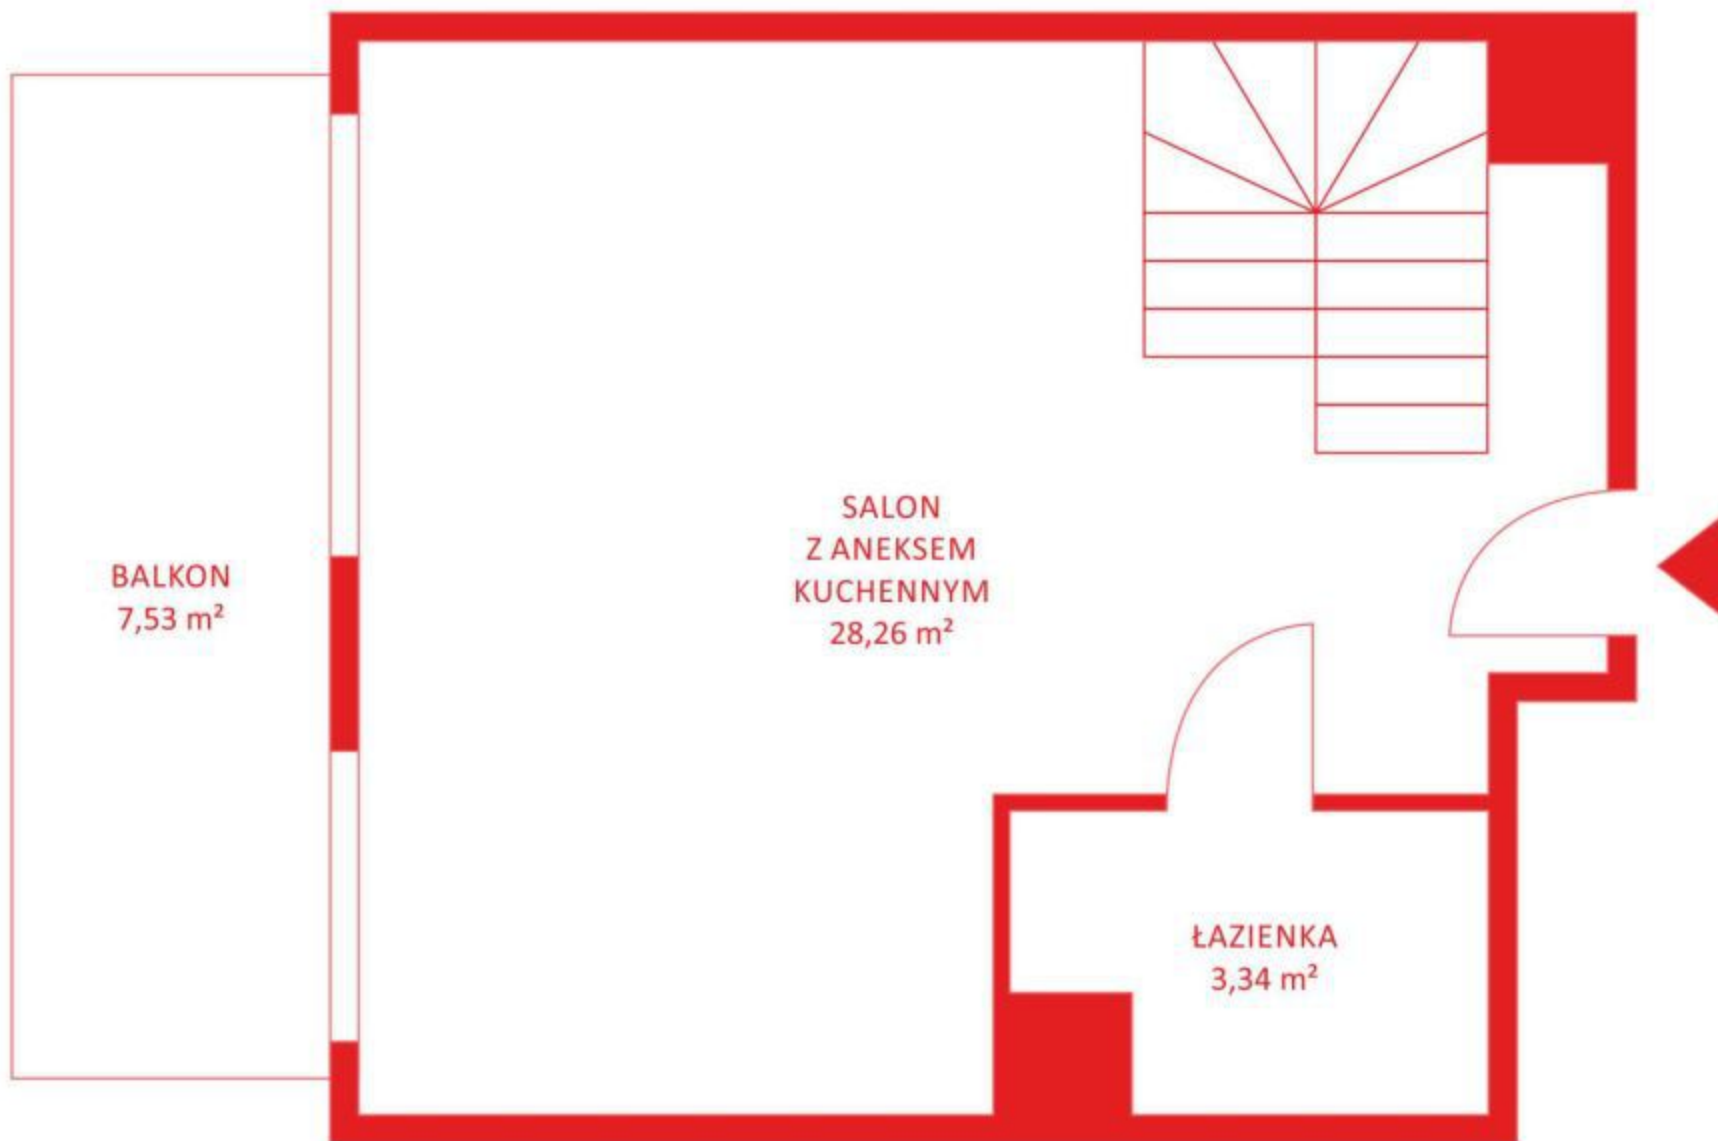 SALON
Z ANEKSEM
KUCHENNYM
28,26 m²
BALKON
7,53 m²
ŁAZIENKA
3,34 m²